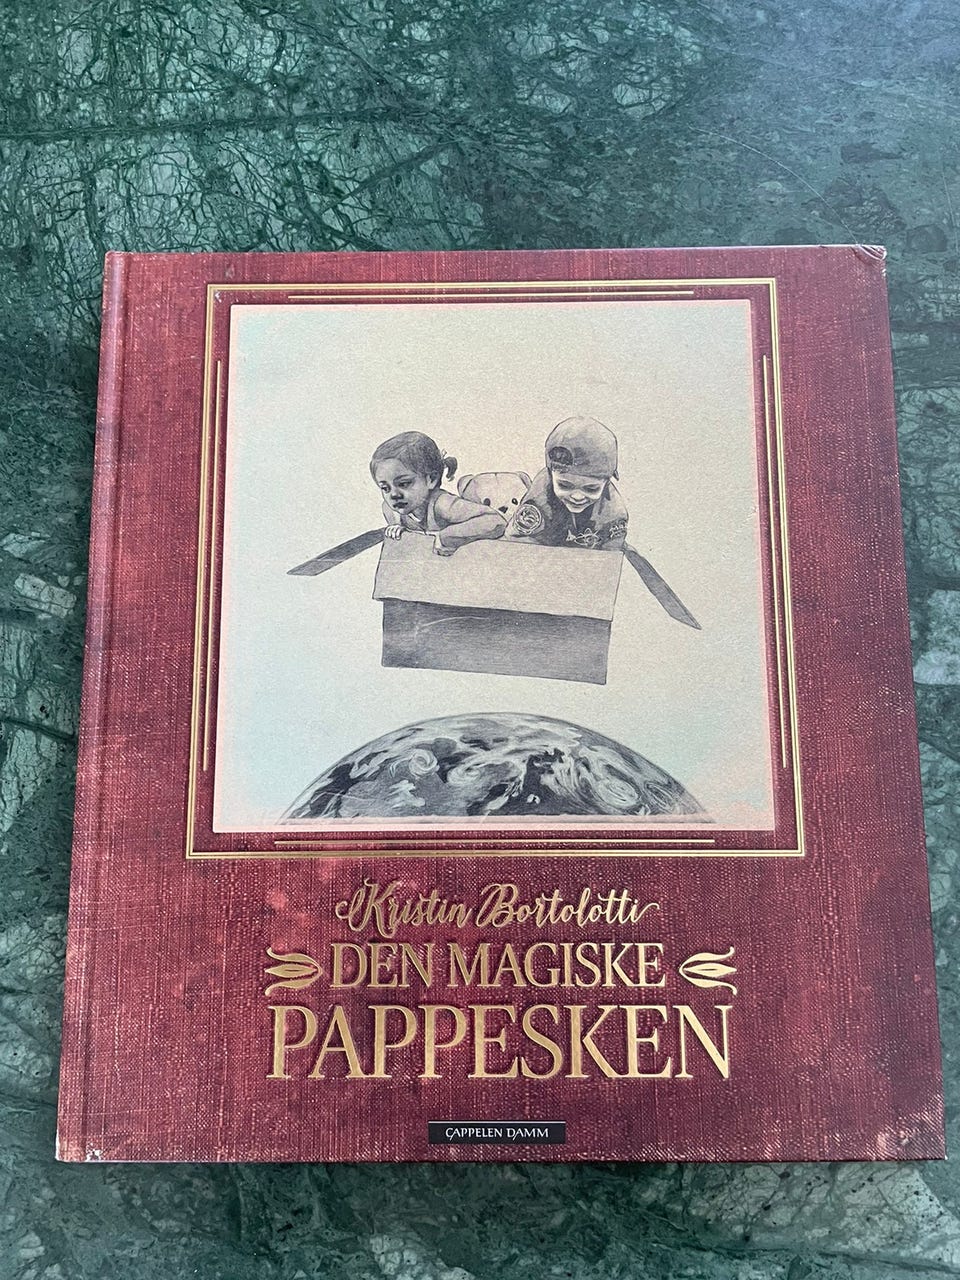 Kristin Bortolotti
DEN MAGISKE
PAPPESKEN
CAPPELEN DAMM